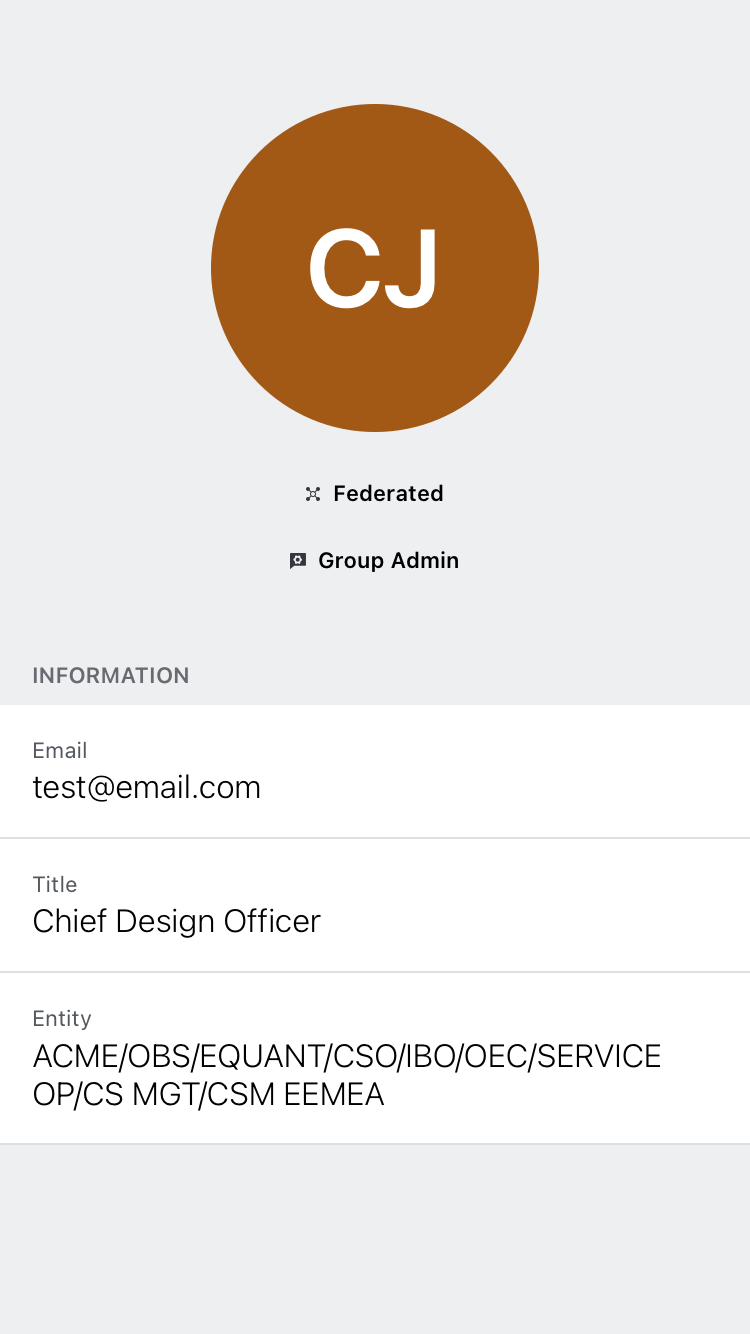 CJ
Federated
Group Admin
INFORMATION
Email
test@email.com
Title
Chief Design Officer
Entity
ACME/OBS/EQUANT/CSO/IBO/OEC/SERVICE
OP/CS MGT/CSM EEMEA